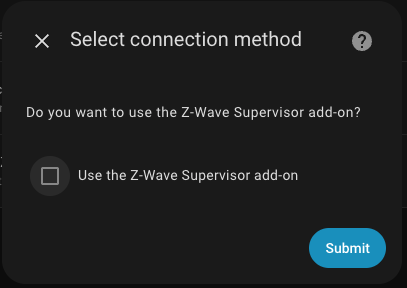 Select connection method
Do you want to use the Z-Wave Supervisor add-on?
Use the Z-Wave Supervisor add-on
Submit